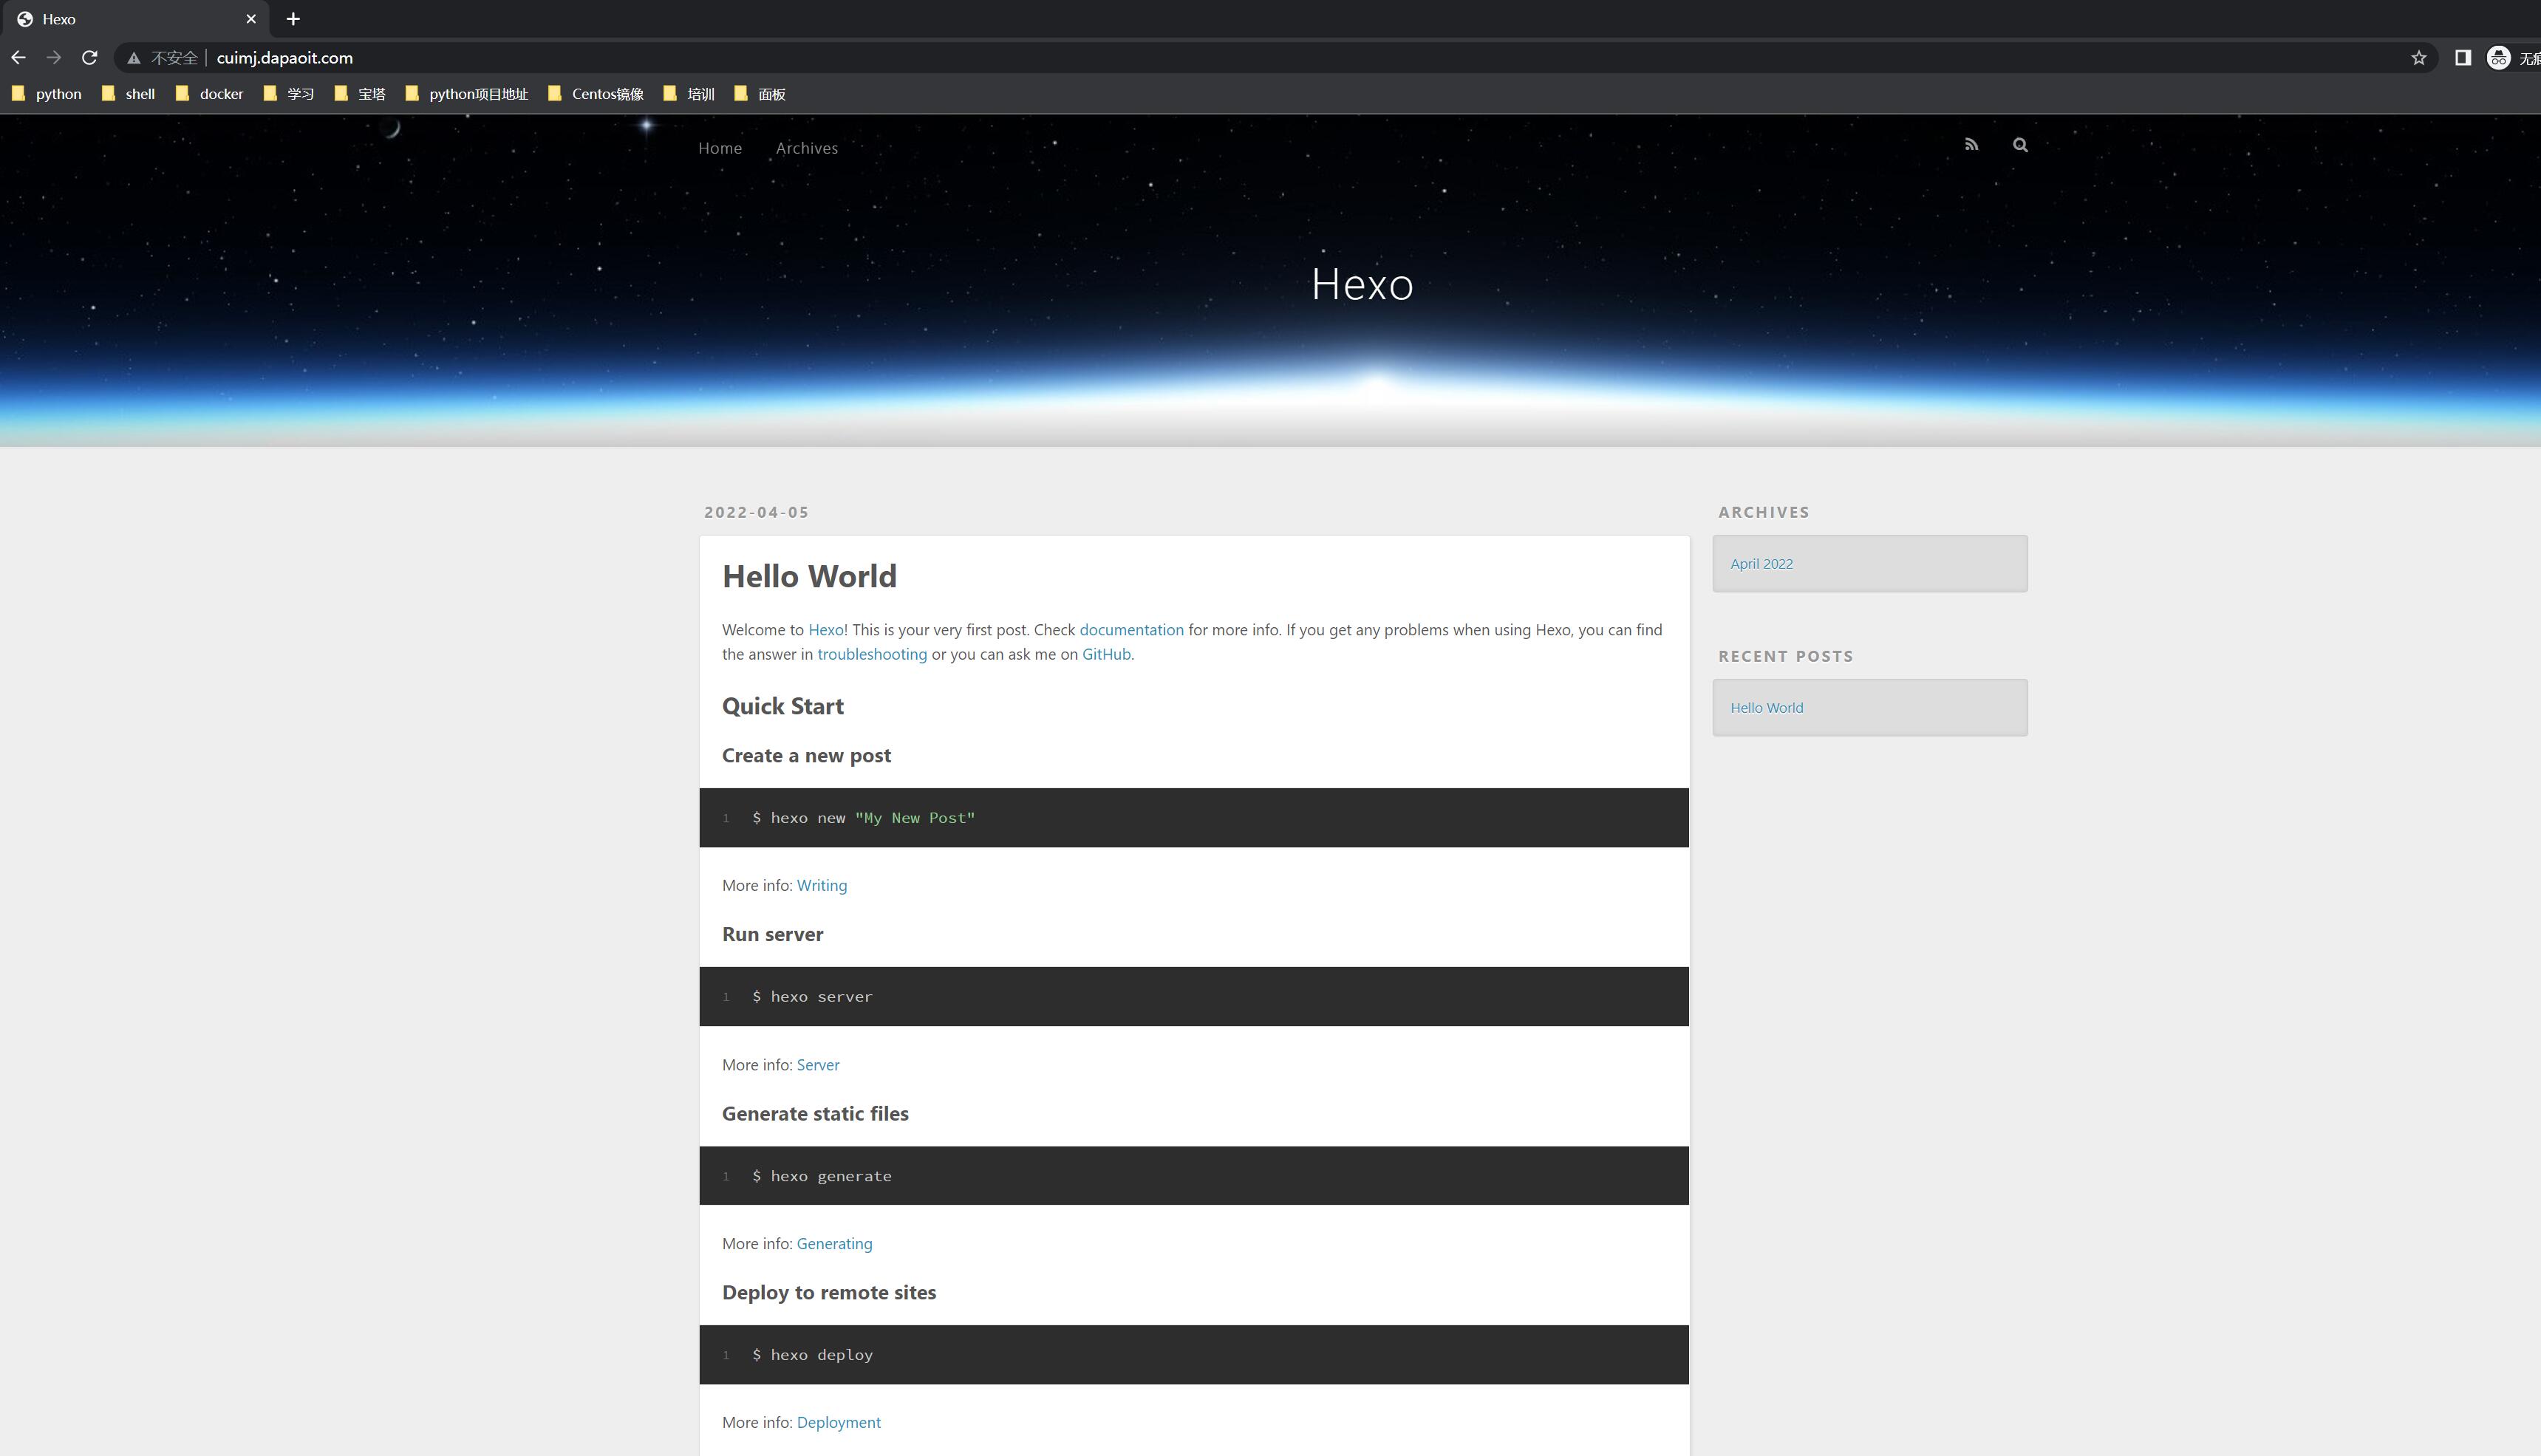 Hexo
不安全 | cuimj.dapaoit.com
python shell docker 学习 宝塔 python项目地址 Centos镜像 培训 面板
Home Archives
Hexo
2022-04-05
Hello World
Welcome to Hexo! This is your very first post. Check documentation for more info. If you get any problems when using Hexo, you can find
the answer in troubleshooting or you can ask me on GitHub.
Quick Start
Create a new post
1 $ hexo new "My New Post"
More info: Writing
Run server
1 $ hexo server
More info: Server
Generate static files
1 $ hexo generate
More info: Generating
Deploy to remote sites
1 $ hexo deploy
More info: Deployment
ARCHIVES
April 2022
RECENT POSTS
Hello World